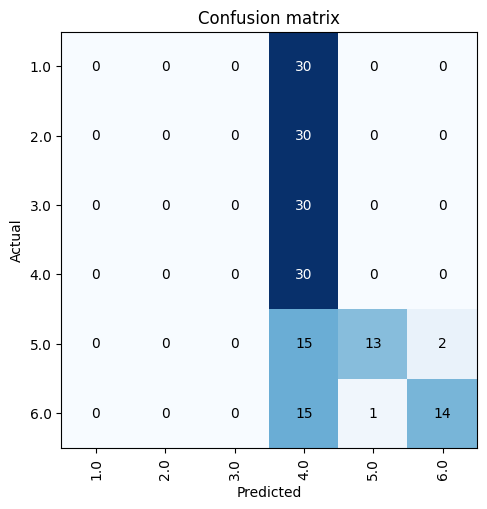 Confusion matrix
1.0 0 0 0 30 0 0
2.0 0 0 0 30 0 0
3.0 0 0 0 30 0 0
4.0 0 0 0 30 0 0
5.0 0 0 0 15 13 2
6.0 0 0 0 15 1 14
Actual
1.0 2.0 3.0 4.0 5.0 6.0
Predicted